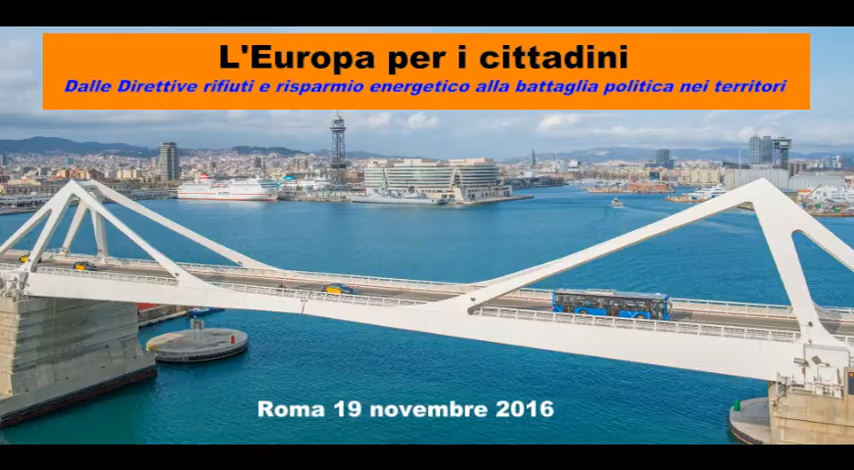 L'Europa per i cittadini
Dalle Direttive rifiuti e risparmio energetico alla battaglia politica nei territori
Roma 19 novembre 2016